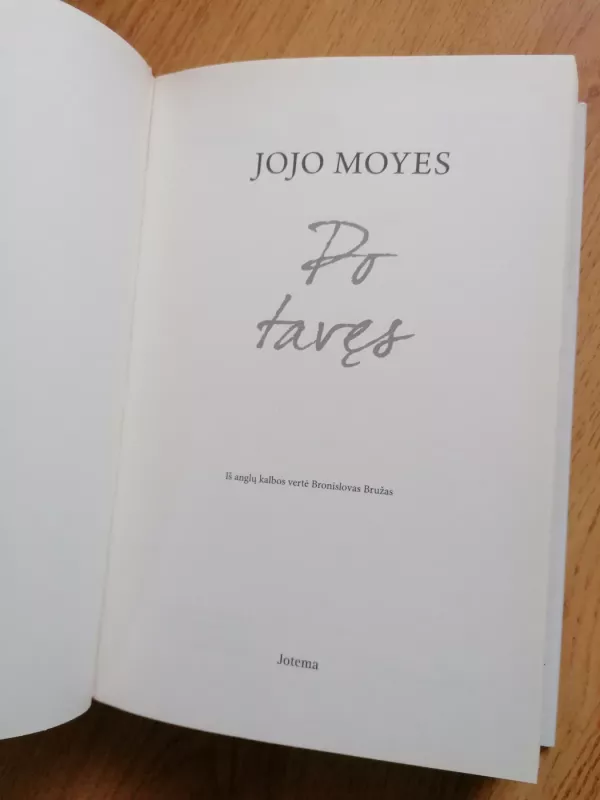 JOJO MOYES
Po
tavęs
Iš anglų kalbos vertė Bronislovas Bružas
Jotema